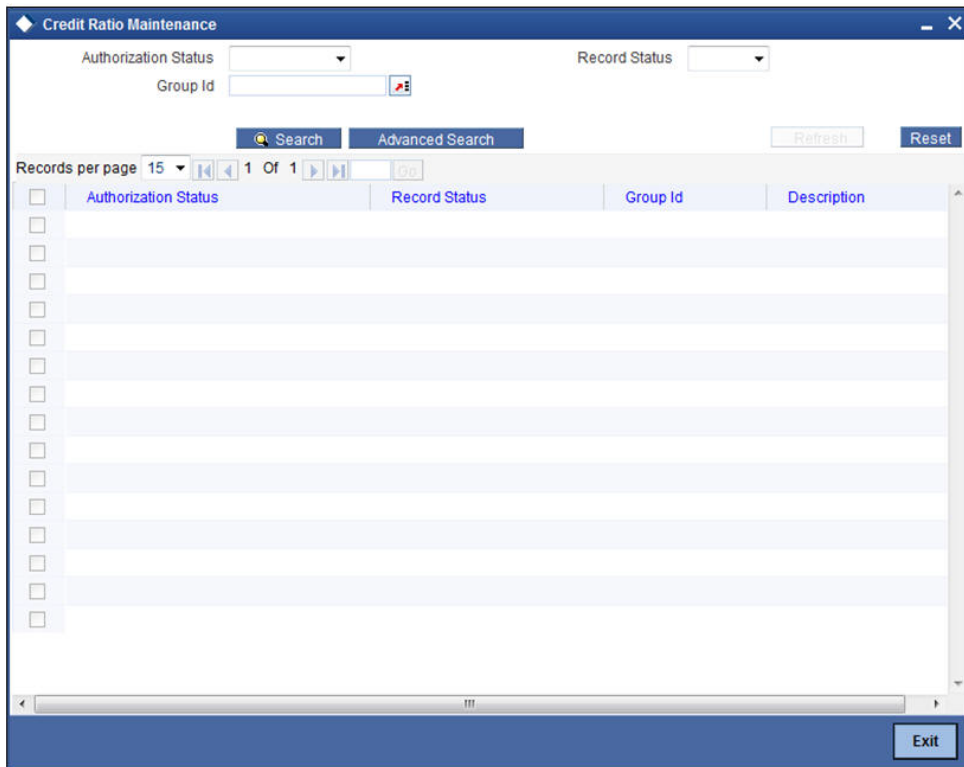 Credit Ratio Maintenance
Authorization Status Record Status
Group Id
Search Advanced Search Refresh Reset
Records per page 15 1 Of 1 Go
Authorization Status Record Status Group Id Description
Exit